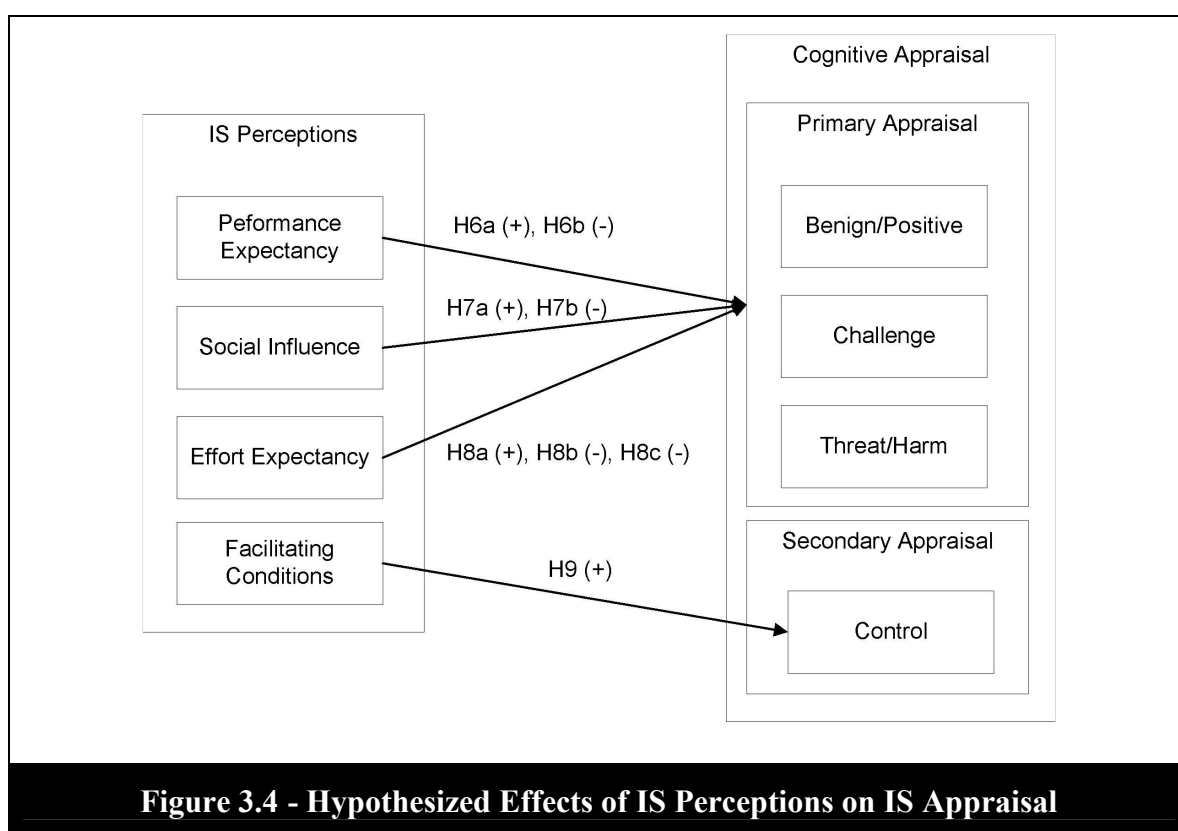 IS Perceptions
Peformance
Expectancy
Social Influence
Effort Expectancy
Facilitating
Conditions
H6a (+), H6b (-)
H7a (+), H7b (-)
H8a (+), H8b (-), H8c (-)
H9 (+)
Cognitive Appraisal
Primary Appraisal
Benign/Positive
Challenge
Threat/Harm
Secondary Appraisal
Control
Figure 3.4 - Hypothesized Effects of IS Perceptions on IS Appraisal